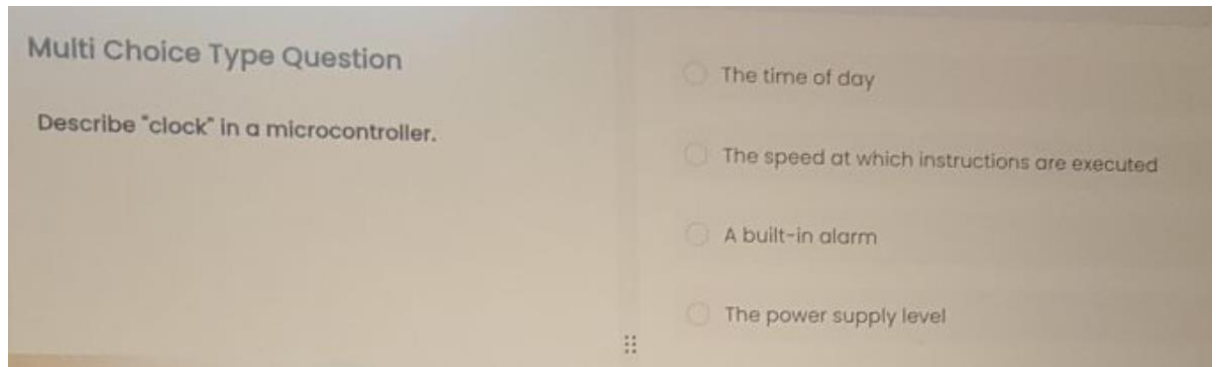 Multi Choice Type Question
Describe "clock" in a microcontroller.
The time of day
The speed at which instructions are executed
A built-in alarm
The power supply level